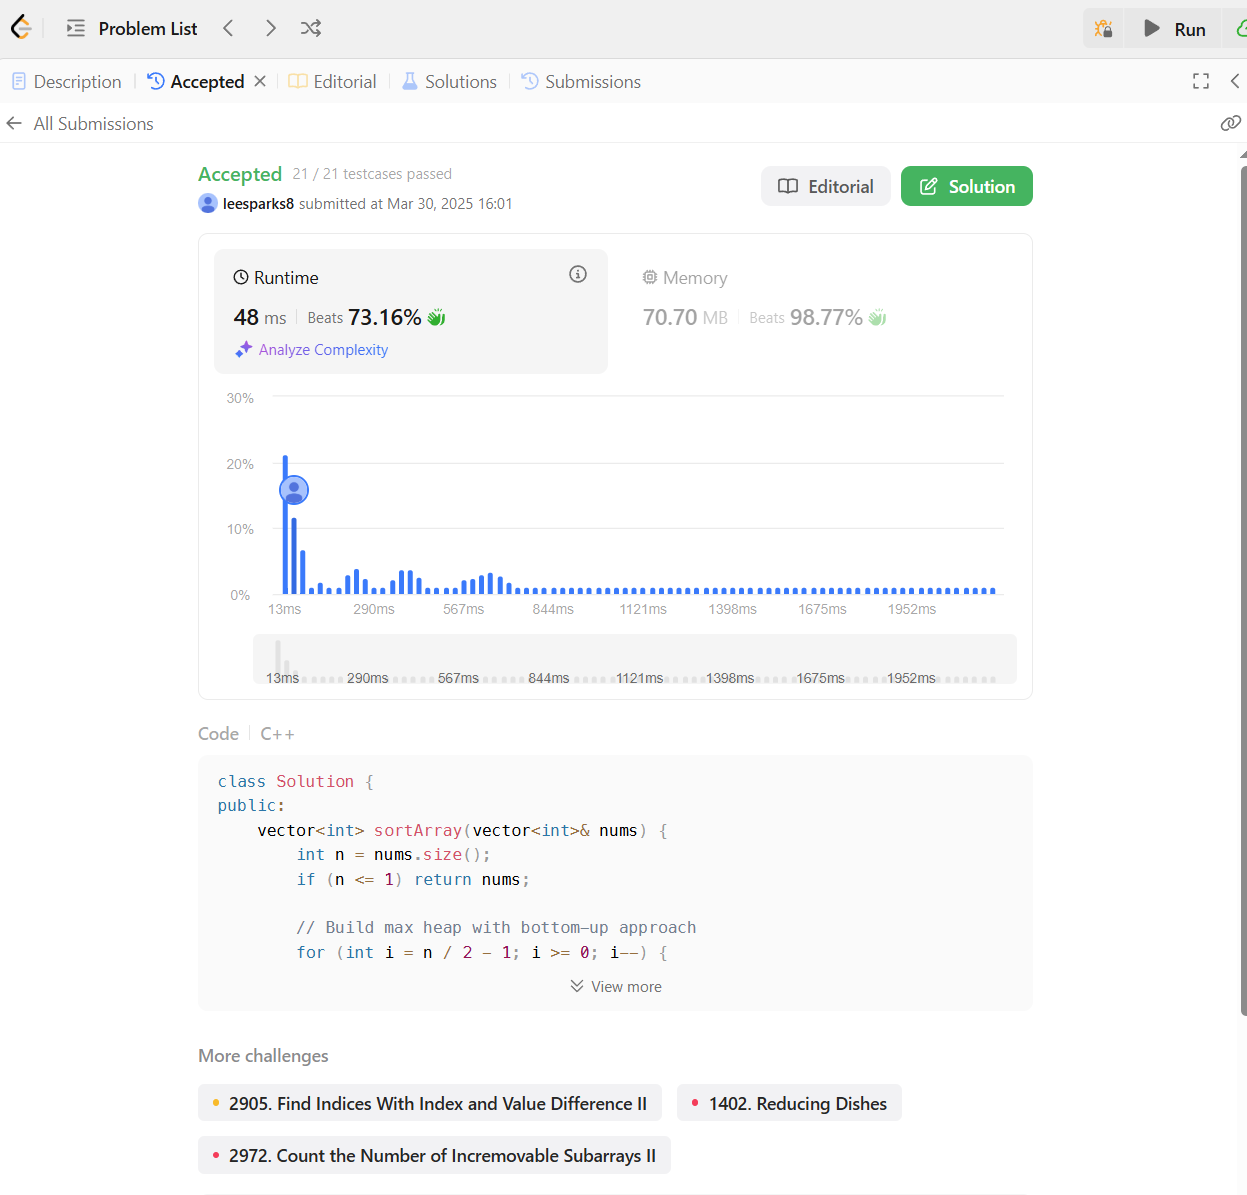 Problem List
Run
Description
Accepted
Editorial
Solutions
Submissions
All Submissions
Accepted 21 / 21 testcases passed
leesparks8 submitted at Mar 30, 2025 16:01
Editorial
Solution
Runtime
48 ms | Beats 73.16%
Analyze Complexity
Memory
70.70 MB | Beats 98.77%
30%
20%
10%
0%
13ms 290ms 567ms 844ms 1121ms 1398ms 1675ms 1952ms
13ms 290ms 567ms 844ms 1121ms 1398ms 1675ms 1952ms
Code | C++
class Solution {
public:
    vector<int> sortArray(vector<int>& nums) {
        int n = nums.size();
        if (n <= 1) return nums;

        // Build max heap with bottom-up approach
        for (int i = n / 2 - 1; i >= 0; i--) {
View more
More challenges
2905. Find Indices With Index and Value Difference II
1402. Reducing Dishes
2972. Count the Number of Incremovable Subarrays II